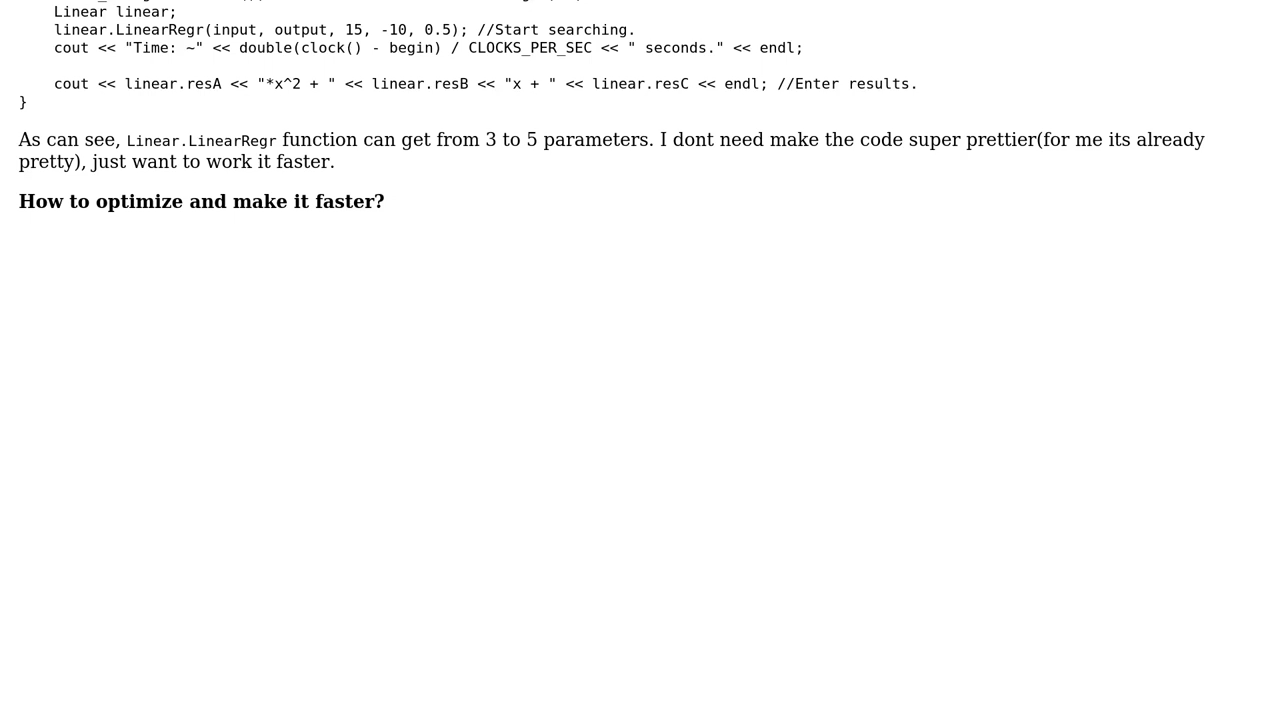 Linear linear;
linear.LinearRegr(input, output, 15, -10, 0.5); //Start searching.
cout << "Time: ~" << double(clock() - begin) / CLOCKS_PER_SEC << " seconds." << endl;
cout << linear.resA << "*x^2 + " << linear.resB << "x + " << linear.resC << endl; //Enter results.
}
As can see, Linear.LinearRegr function can get from 3 to 5 parameters. I dont need make the code super prettier(for me its already
pretty), just want to work it faster.
How to optimize and make it faster?